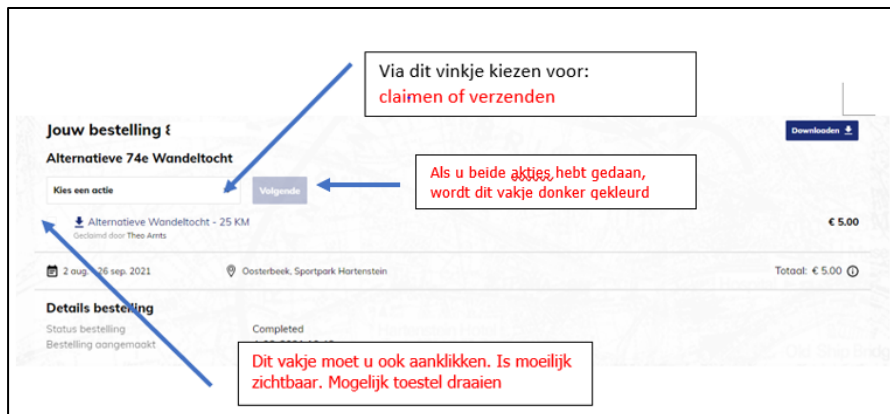 Via dit vinkje kiezen voor:
claimen of verzenden
Jouw bestelling
Downloaden
Alternatieve 74e Wandeltocht
Als u beide akties hebt gedaan,
wordt dit vakje donker gekleurd
Kies een actie
Volgende
Alternatieve Wandeltocht - 25 KM
€ 5.00
Geclaimd door Theo Arnts
2 aug. - 26 sep. 2021
Oosterbeek, Sportpark Hartenstein
Totaal: € 5.00
Details bestelling
Status bestelling
Completed
Bestelling aangemaakt
Dit vakje moet u ook aanklikken. Is moeilijk
zichtbaar. Mogelijk toestel draaien